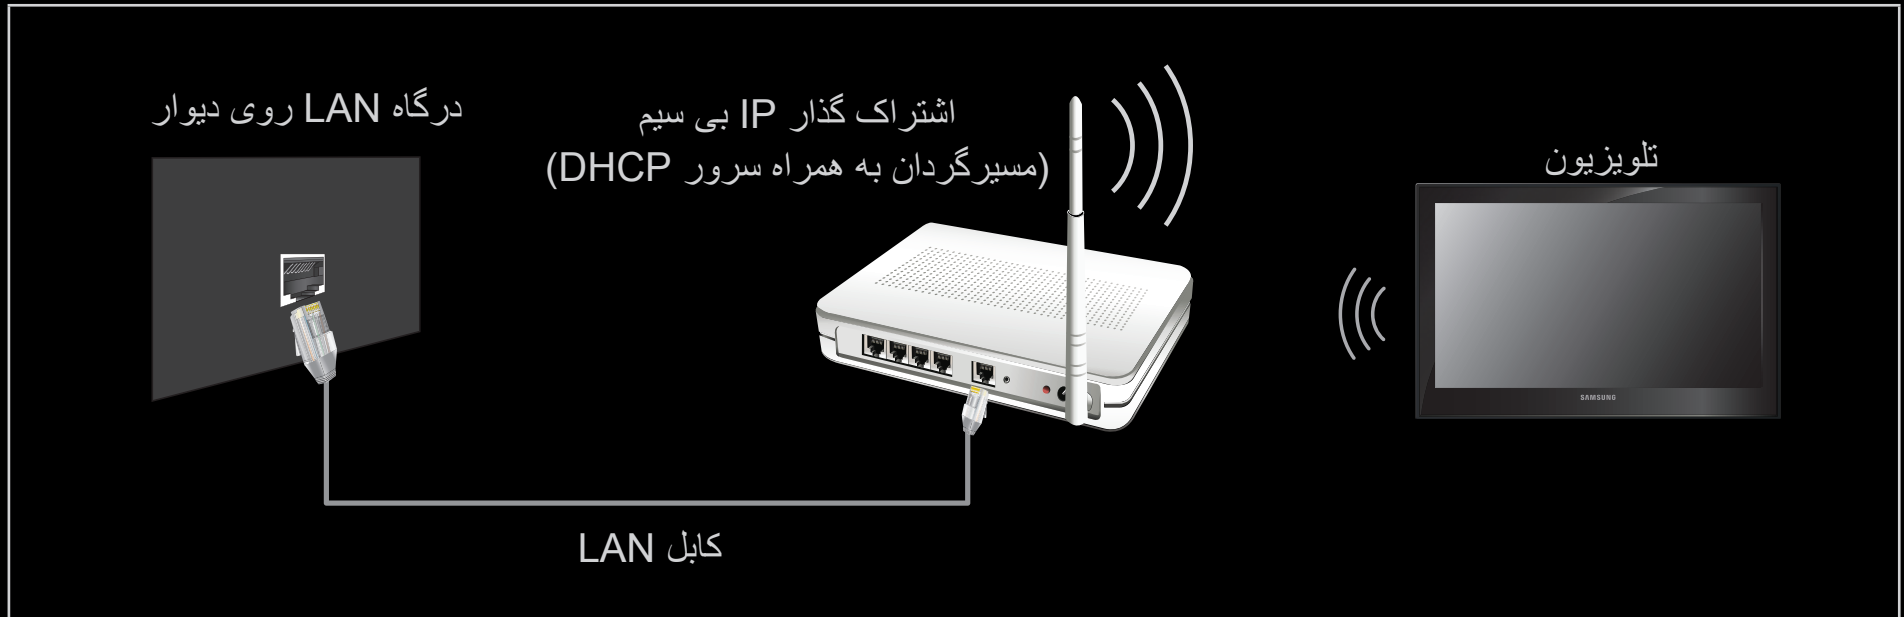 درگاه LAN روی دیوار
اشتراک گذار IP بی سیم
(مسیرگردان به همراه سرور DHCP)
تلویزیون
SAMSUNG
کابل LAN